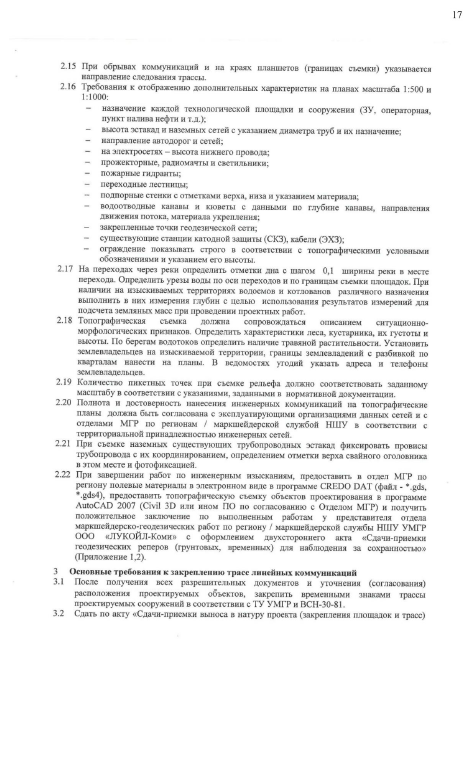 17
2.15 При обрывах коммуникаций и на краях планшетов (границах съемки) указывается
направление следования трассы.
2.16 Требования к отображению дополнительных характеристик на планах масштаба 1:500 и
1:1000:
– назначение каждой технологической площадки и сооружения (ЗУ, операторная,
пункт налива нефти и т.д.);
– высота эстакад и наземных сетей с указанием диаметра труб и их назначение;
– направление автодорог и сетей;
– на электросетях – высота нижнего провода;
– прожекторные, радиомачты и светильники;
– пожарные гидранты;
– переходные лестницы;
– подпорные стенки с отметками верха, низа и указанием материала;
– водоотводные канавы и кюветы с данными по глубине канавы, направления
движения потока, материала укрепления;
– закрепленные точки геодезической сети;
– существующие станции катодной защиты (СКЗ), кабели (ЭХЗ);
– ограждение показывать строго в соответствии с топографическими условными
обозначениями и указанием его высоты.
2.17 На переходах через реки определить отметки дна с шагом 0,1 ширины реки в месте
перехода. Определить урезы воды по оси переходов и по границам съемки площадок. При
наличии на изыскиваемых территориях водоемов и котлованов различного назначения
выполнить в них измерения глубин с целью использования результатов измерений для
подсчета земляных масс при проведении проектных работ.
2.18 Топографическая съемка должна сопровождаться описанием ситуационно-
морфологических признаков. Определить характеристики леса, кустарника, их густоты и
высоты. По берегам водотоков определить наличие травяной растительности. Установить
землевладельцев на изыскиваемой территории, границы землевладений с разбивкой по
кварталам нанести на планы. В ведомостях угодий указать адреса и телефоны
землевладельцев.
2.19 Количество пикетных точек при съемке рельефа должно соответствовать заданному
масштабу в соответствии с указаниями, заданными в нормативной документации.
2.20 Полнота и достоверность нанесения инженерных коммуникаций на топографические
планы должна быть согласована с эксплуатирующими организациями данных сетей и с
отделами МГР по регионам / маркшейдерской службой НШУ в соответствии с
территориальной принадлежностью инженерных сетей.
2.21 При съемке наземных существующих трубопроводных эстакад фиксировать провисы
трубопровода с их координированием, определением отметки верха свайного оголовника
в этом месте и фотофиксацией.
2.22 При завершении работ по инженерным изысканиям, предоставить в отдел МГР по
региону полевые материалы в электронном виде в программе CREDO DAT (файл - *.gds,
*.gds4), предоставить топографическую съемку объектов проектирования в программе
AutoCAD 2007 (Civil 3D или ином ПО по согласованию с Отделом МГР) и получить
положительное заключение по выполненным работам у представителя отдела
маркшейдерско-геодезических работ по региону / маркшейдерской службы НШУ УМГР
ООО «ЛУКОЙЛ-Коми» с оформлением двухстороннего акта «Сдачи-приемки
геодезических реперов (грунтовых, временных) для наблюдения за сохранностью»
(Приложение 1,2).
3 Основные требования к закреплению трасс линейных коммуникаций
3.1 После получения всех разрешительных документов и уточнения (согласования)
расположения проектируемых объектов, закрепить временными знаками трассы
проектируемых сооружений в соответствии с ТУ УМГР и ВСН-30-81.
3.2 Сдать по акту «Сдачи-приемки выноса в натуру проекта (закрепления площадок и трасс)